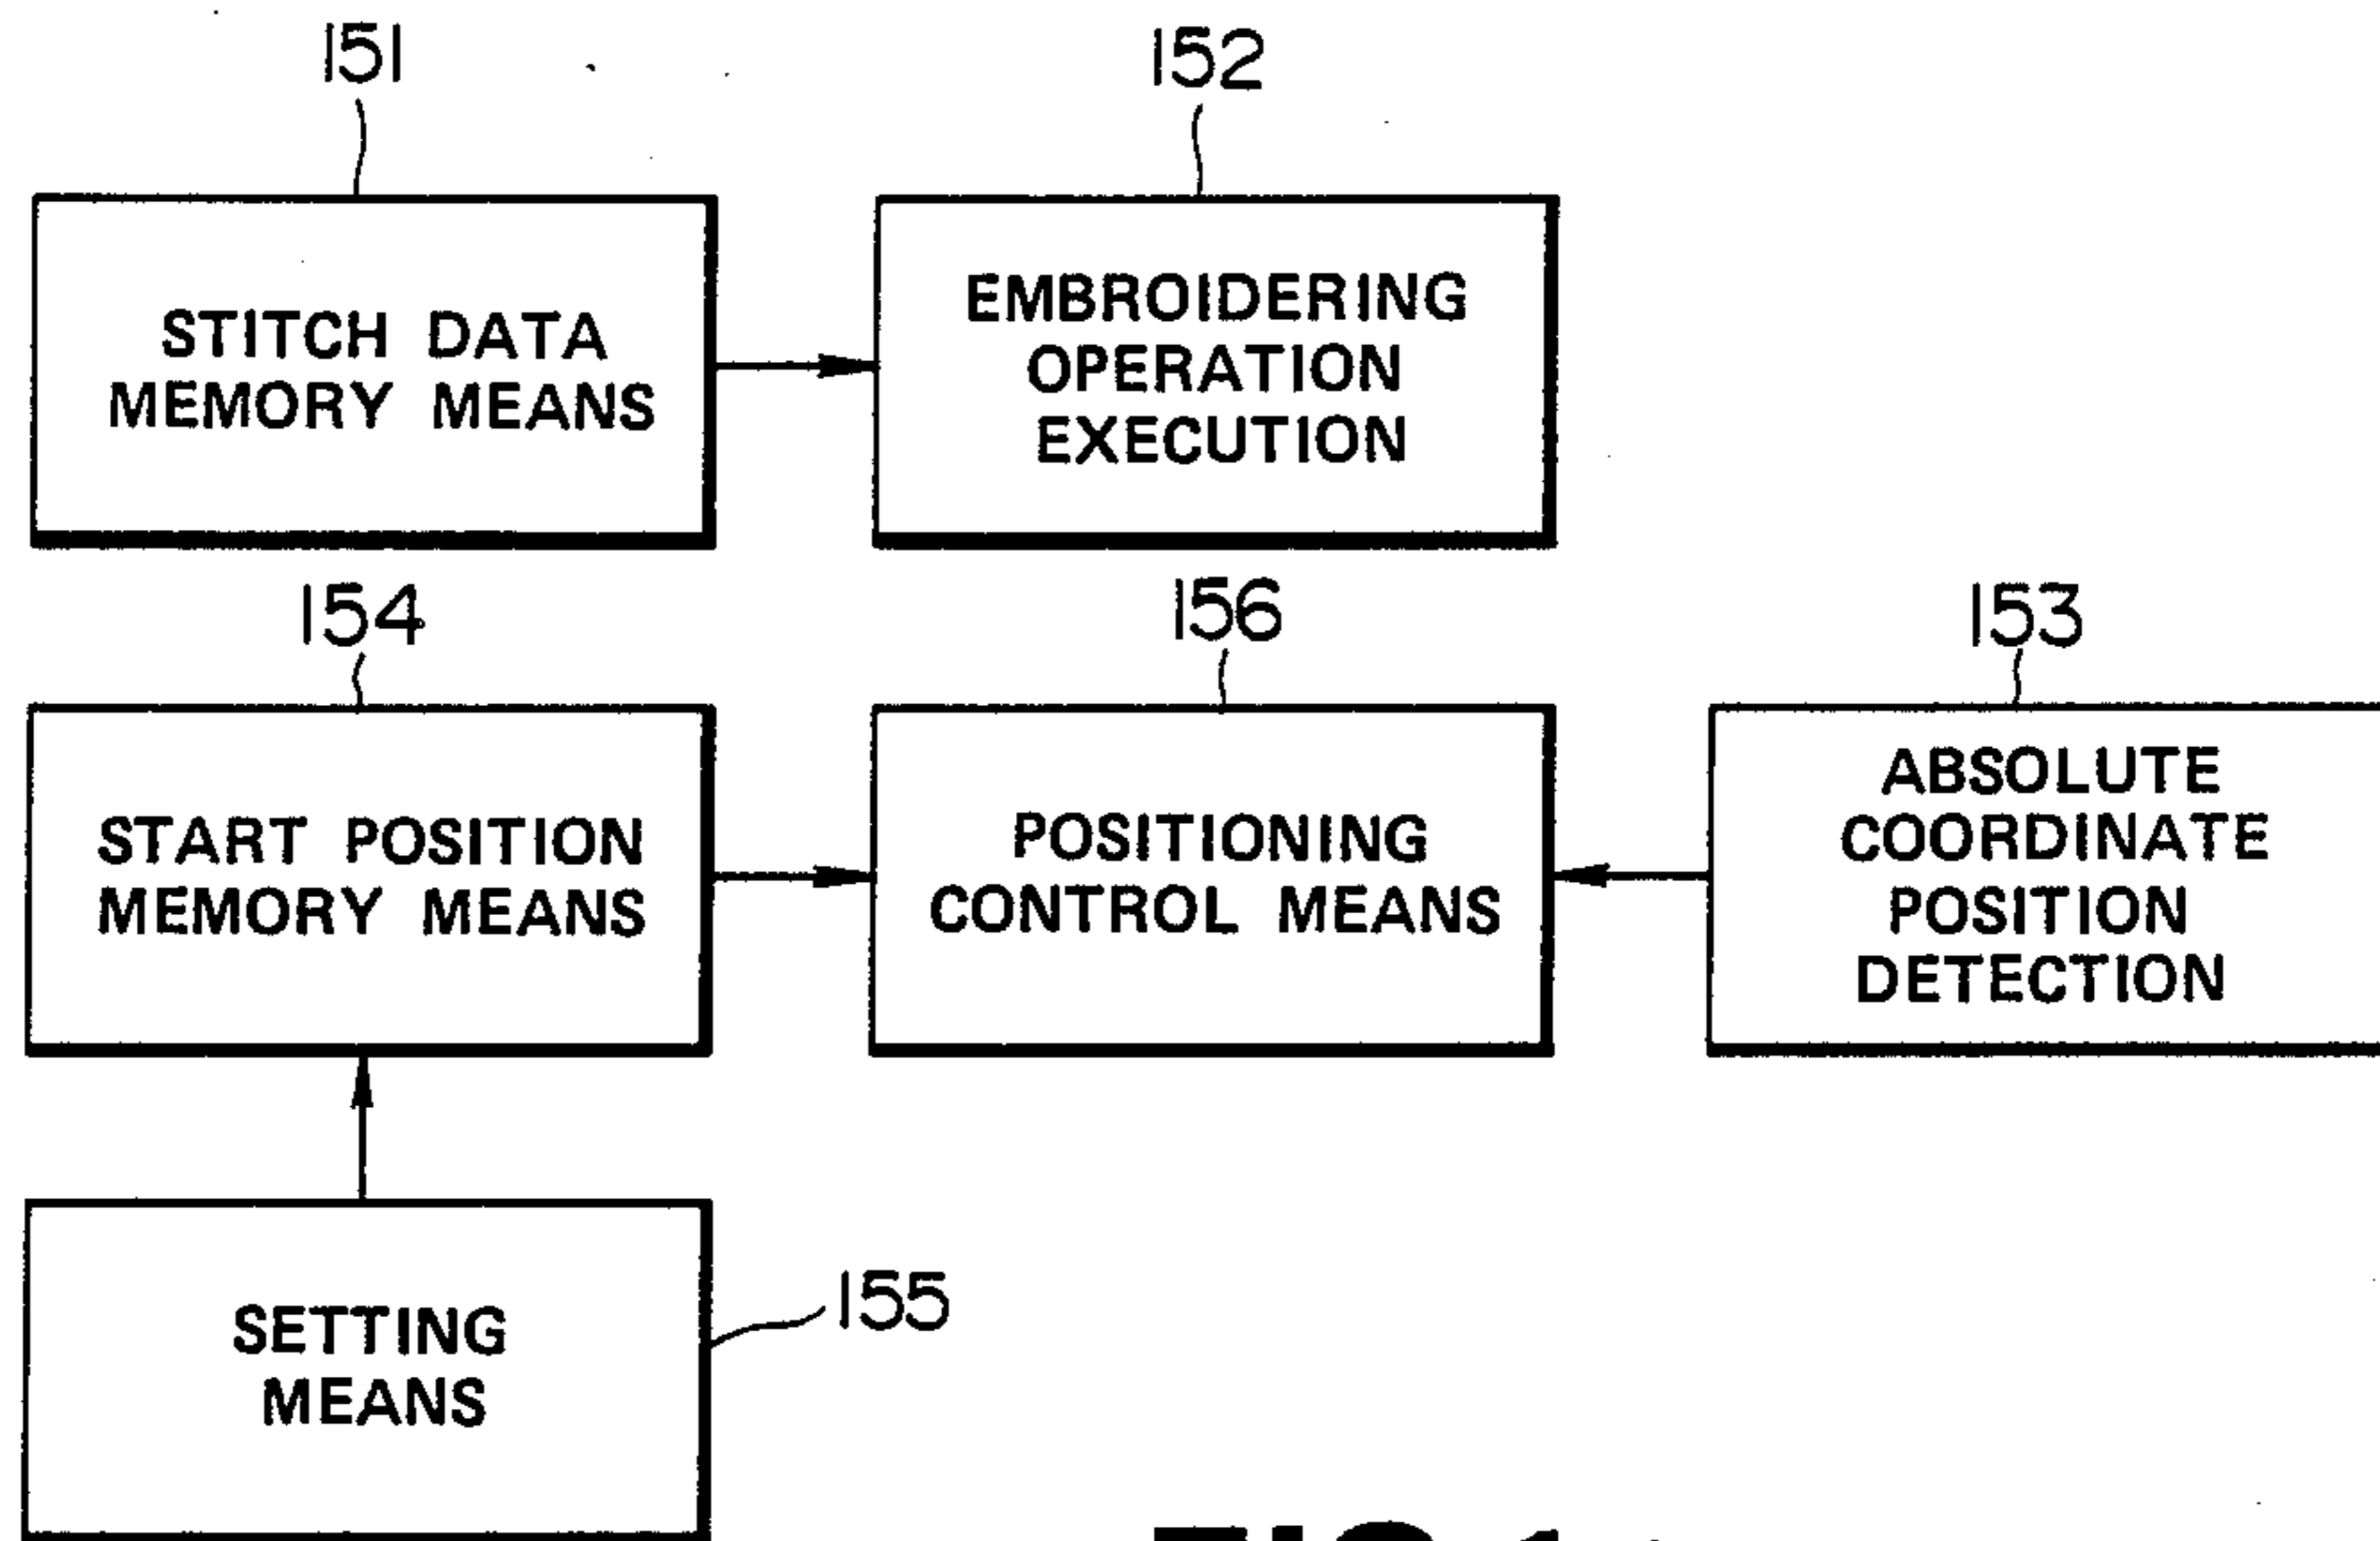 151
152
STITCH DATA
MEMORY MEANS
EMBROIDERING
OPERATION
EXECUTION
154
156
153
START POSITION
MEMORY MEANS
POSITIONING
CONTROL MEANS
ABSOLUTE
COORDINATE
POSITION
DETECTION
SETTING
MEANS
155